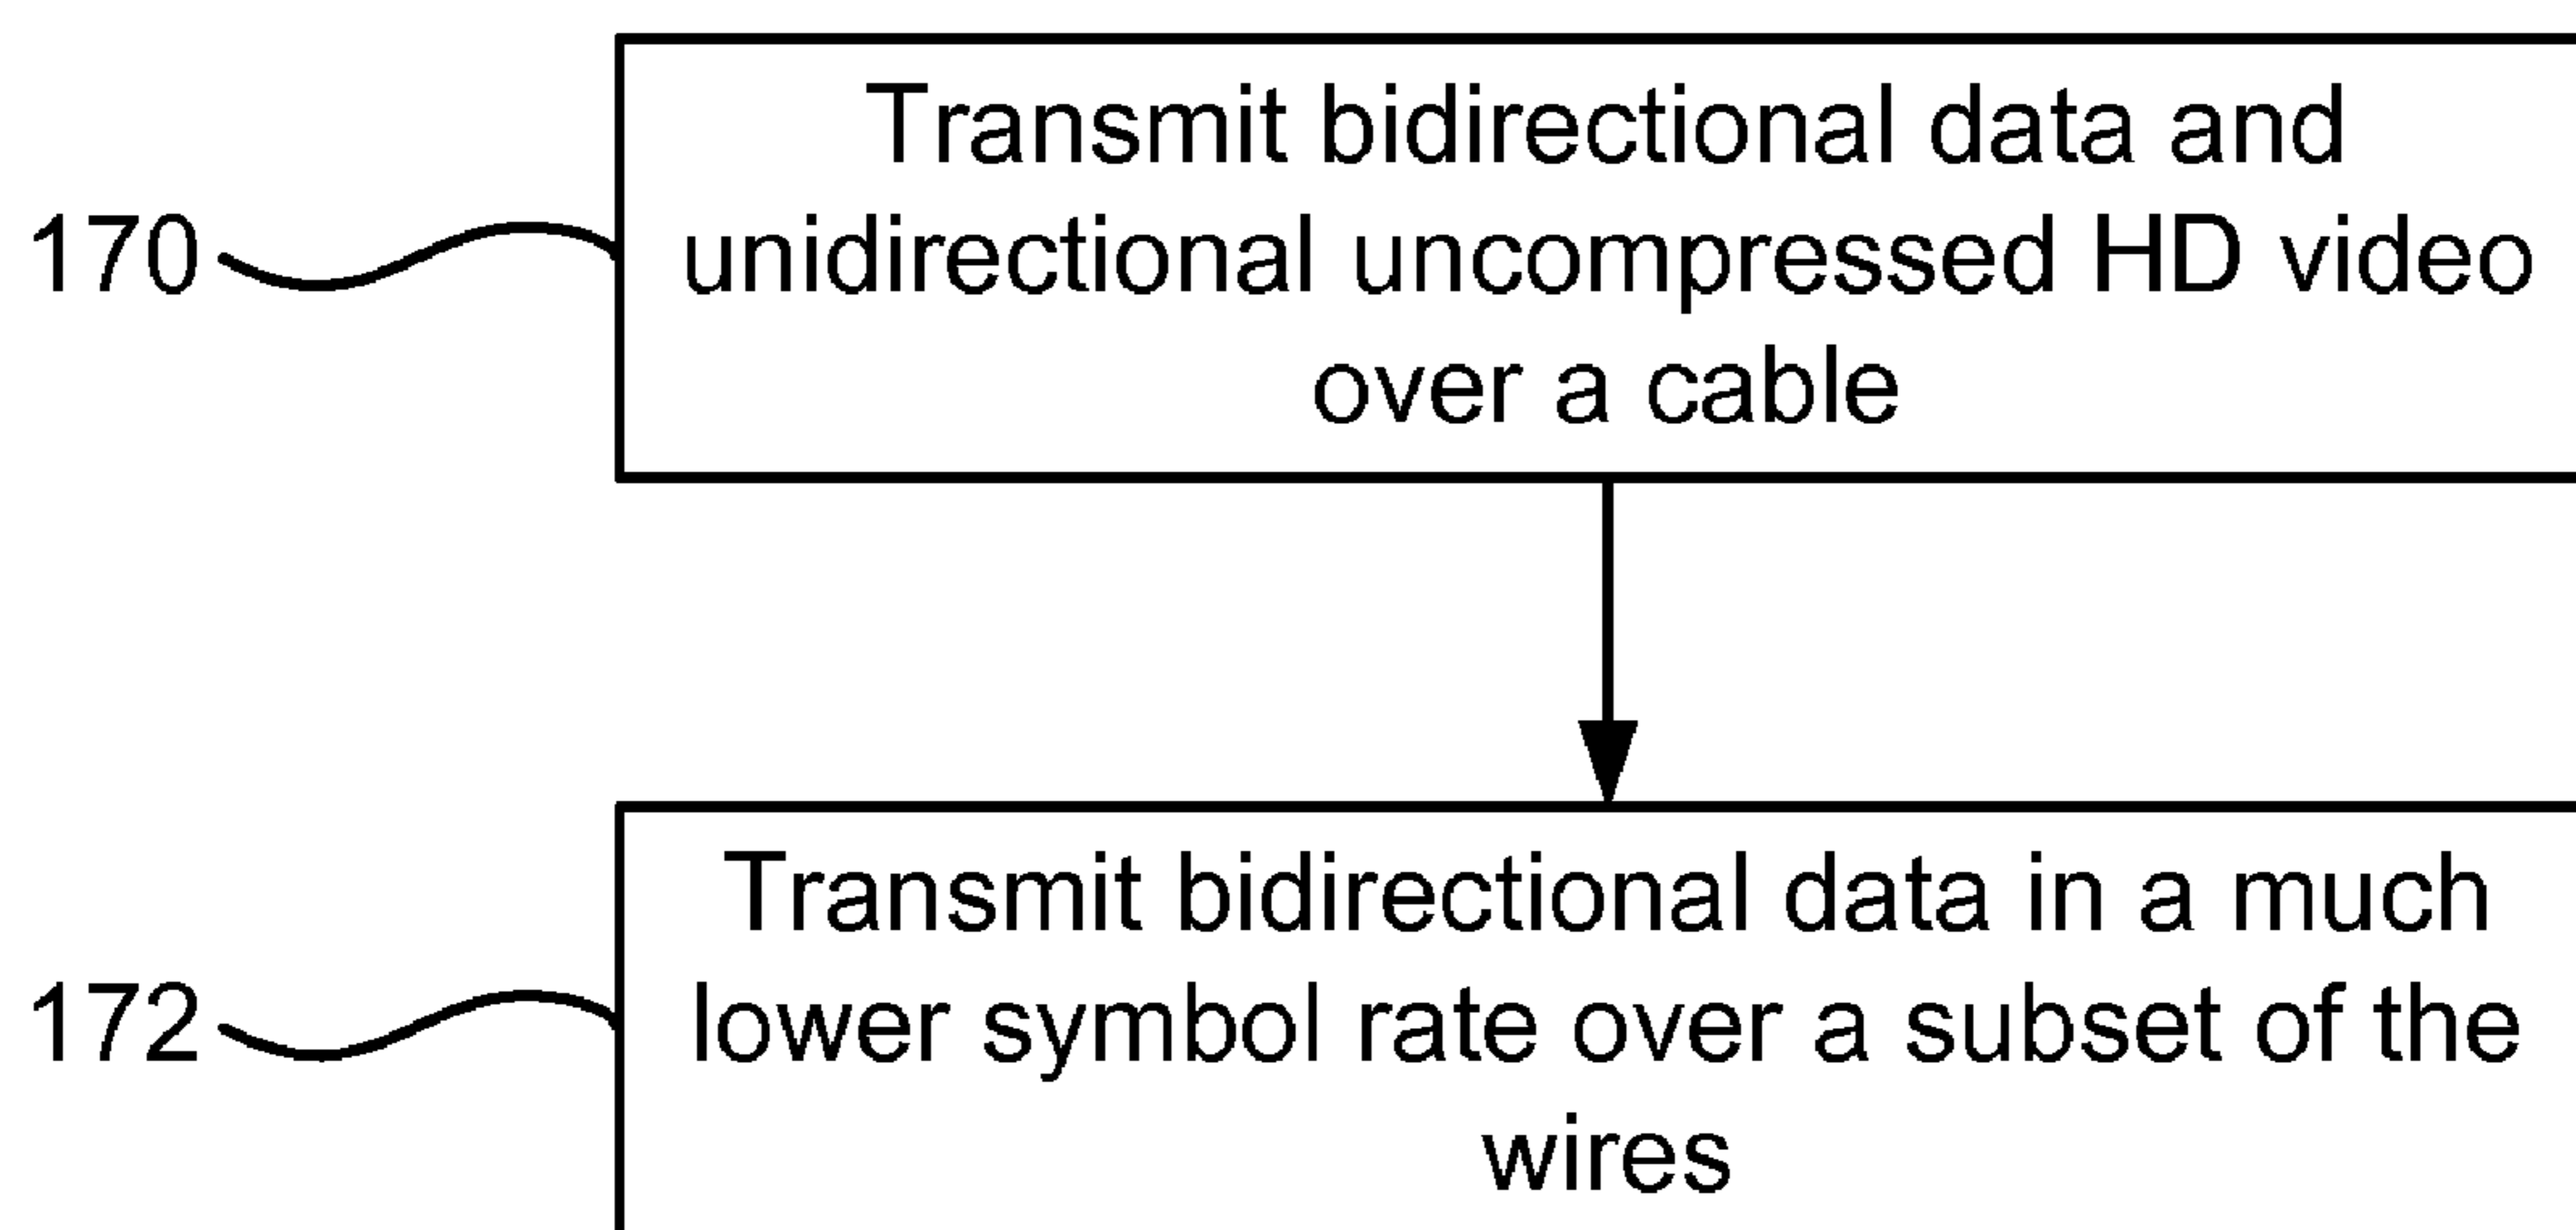 Transmit bidirectional data and
170
unidirectional uncompressed HD video
over a cable
Transmit bidirectional data in a much
172
lower symbol rate over a subset of the
wires